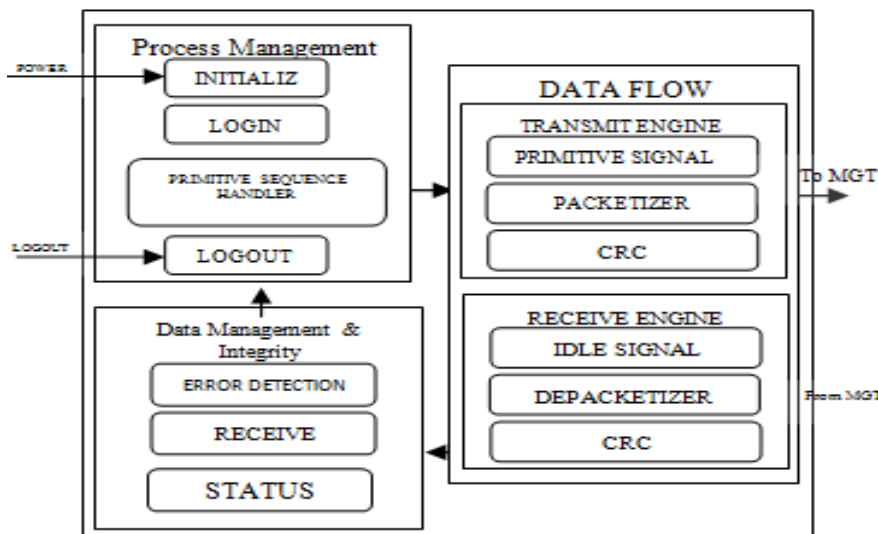 Process Management
POWER
INITIALIZ
LOGIN
PRIMITIVE SEQUENCE
HANDLER
LOGOUT
LOGOUT
DATA FLOW
TRANSMIT ENGINE
PRIMITIVE SIGNAL
PACKETIZER
CRC
To MGT
Data Management &
Integrity
ERROR DETECTION
RECEIVE
STATUS
RECEIVE ENGINE
IDLE SIGNAL
DEPACKETIZER
CRC
From MGT